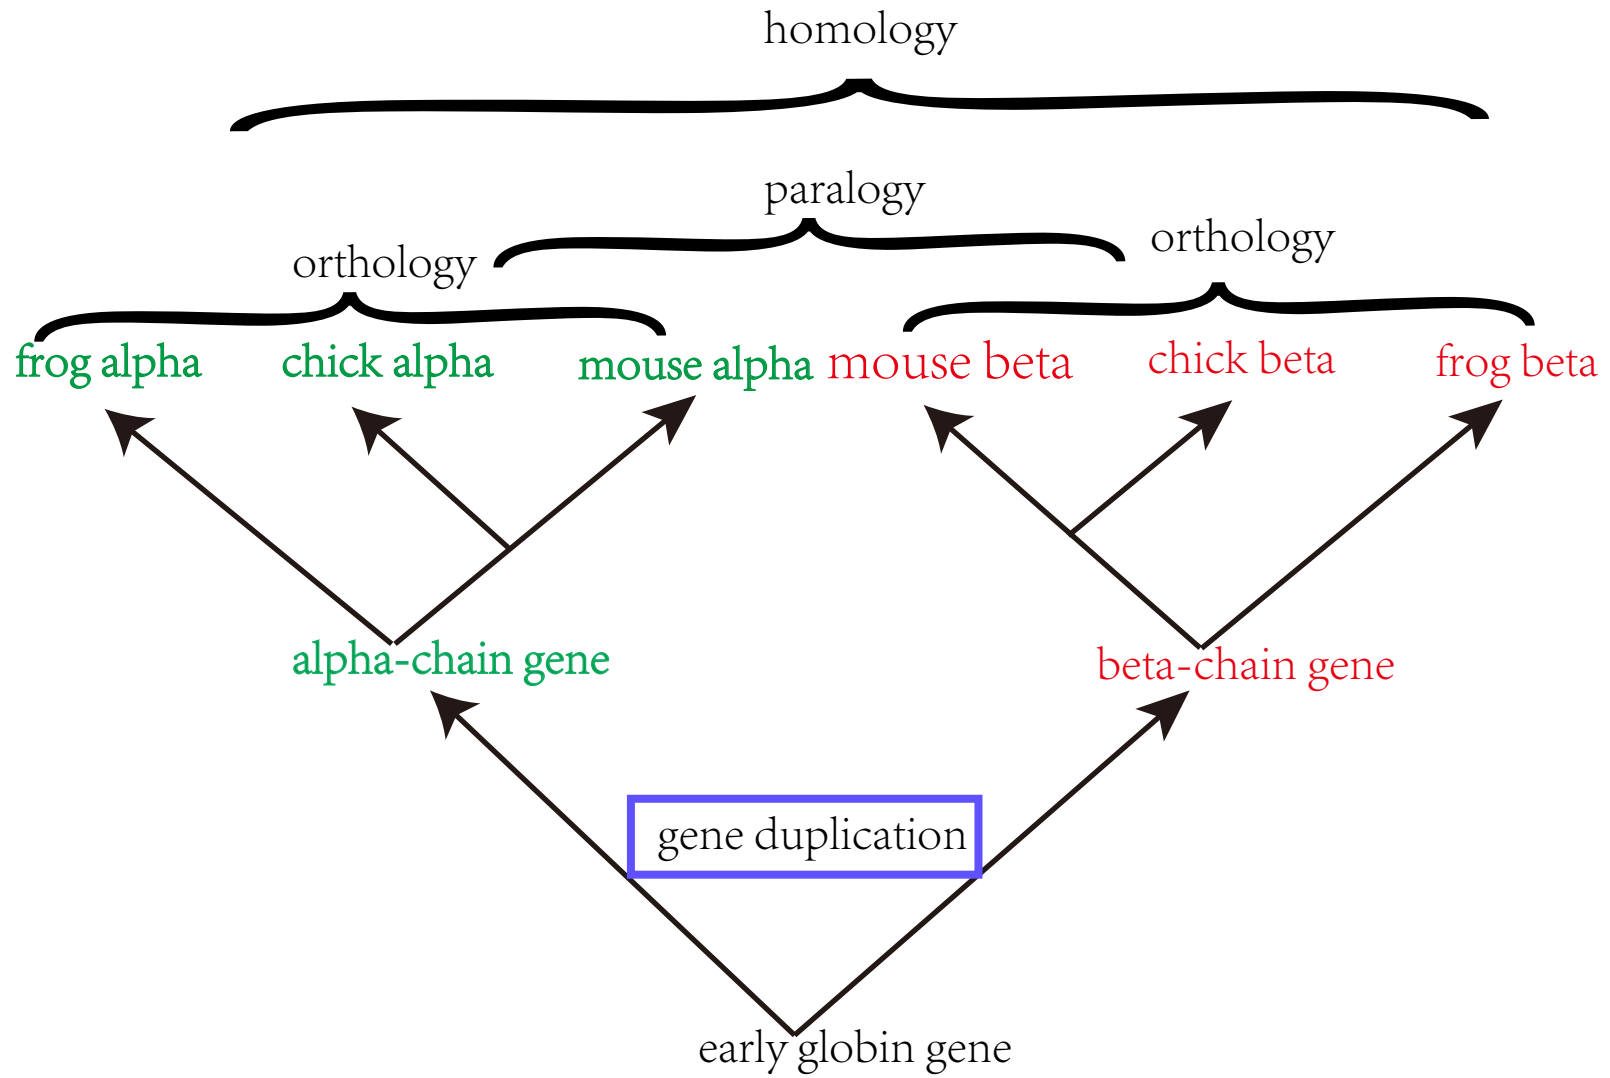 homology
paralogy
orthology
orthology
frog alpha
chick alpha
mouse alpha
mouse beta
chick beta
frog beta
alpha-chain gene
beta-chain gene
gene duplication
early globin gene